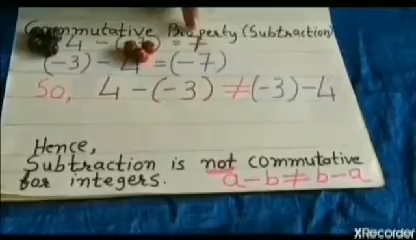 Commutative Property (Subtraction)
4 - (-3) = 7
(-3) - 4 = (-7)
So, 4 - (-3) ≠ (-3) - 4
Hence,
Subtraction is not commutative
for integers. a-b ≠ b-a
XRecorder